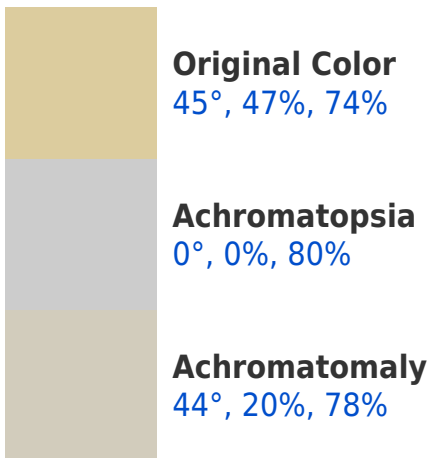 Original Color
45°, 47%, 74%
Achromatopsia
0°, 0%, 80%
Achromatomaly
44°, 20%, 78%